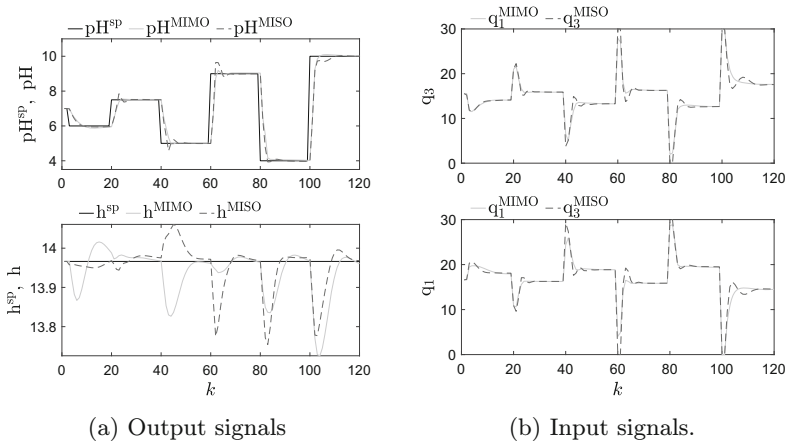 pH^sp pH^MIMO pH^MISO
10
8
6
4
pH^sp, pH
0 20 40 60 80 100 120
h^sp h^MIMO h^MISO
14
13.9
13.8
h^sp, h
0 20 40 60 80 100 120
k
(a) Output signals
q_1^MIMO q_3^MISO
30
20
10
0
q_3
0 20 40 60 80 100 120
q_1^MIMO q_3^MISO
30
20
10
0
q_1
0 20 40 60 80 100 120
k
(b) Input signals.